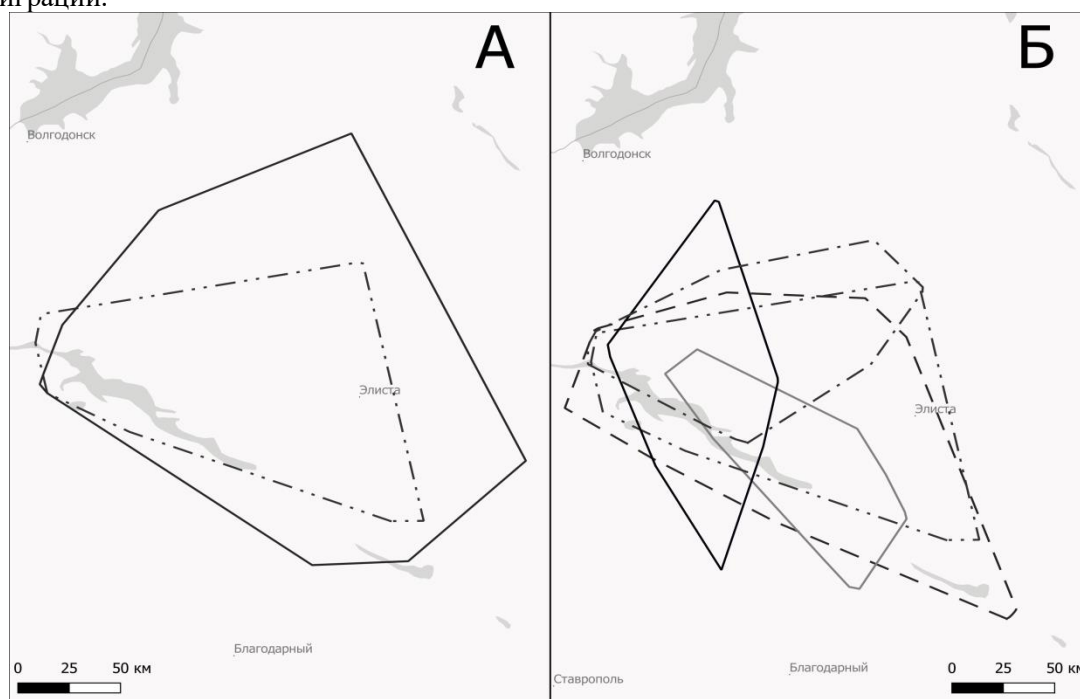 А
Волгодонск
Элиста
Благодарный
0 25 50 км
Б
Волгодонск
Элиста
Благодарный
Ставрополь
0 25 50 км